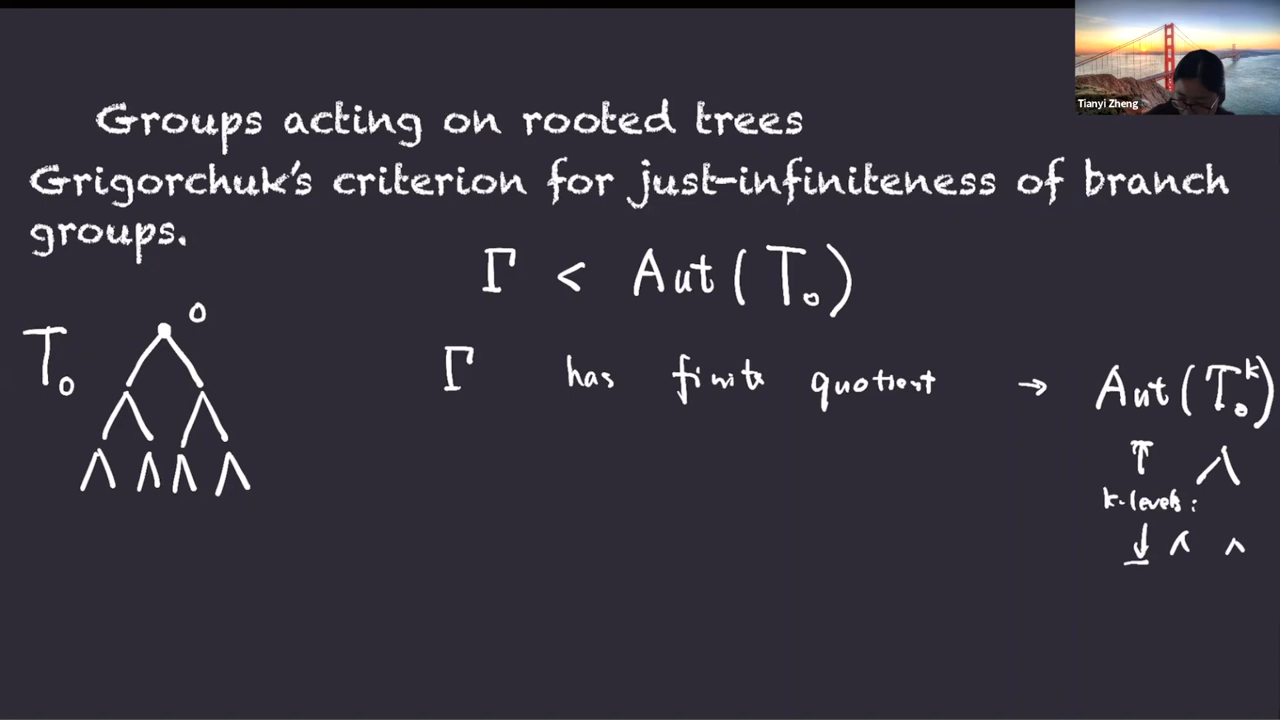 Tianyi Zheng
Groups acting on rooted trees
Grigorchuk's criterion for just-infiniteness of branch
groups.
Γ < Aut(T₀)
T₀ 0
Γ has finite quotient → Aut(T₀ᵏ)
k-levels: